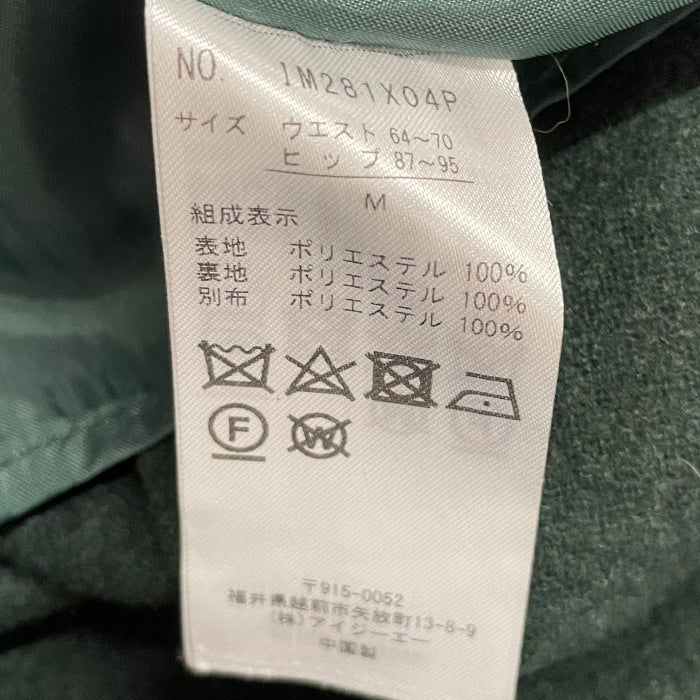 NO. IM281X04P
サイズ ウエスト 64～70
ヒップ 87～95
M
組成表示
表地 ポリエステル 100%
裏地 ポリエステル 100%
別布 ポリエステル 100%
F W
〒915-0052
福井県越前市矢放町13-8-9
(株)アイジーエー
中国製